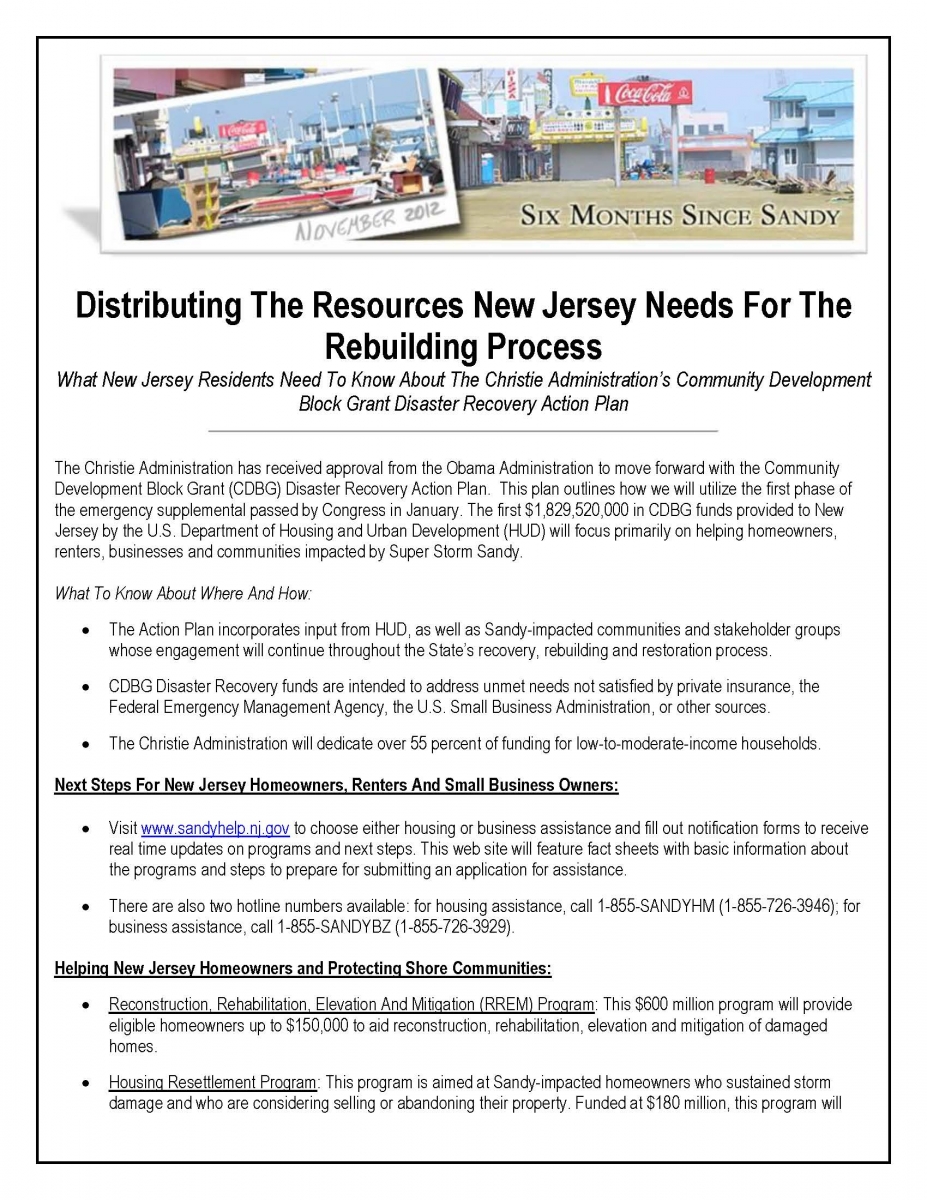 Coca-Cola
Coca-Cola
NOVEMBER 2012
SIX MONTHS SINCE SANDY
Distributing The Resources New Jersey Needs For The
Rebuilding Process
What New Jersey Residents Need To Know About The Christie Administration's Community Development
Block Grant Disaster Recovery Action Plan
The Christie Administration has received approval from the Obama Administration to move forward with the Community
Development Block Grant (CDBG) Disaster Recovery Action Plan. This plan outlines how we will utilize the first phase of
the emergency supplemental passed by Congress in January. The first $1,829,520,000 in CDBG funds provided to New
Jersey by the U.S. Department of Housing and Urban Development (HUD) will focus primarily on helping homeowners,
renters, businesses and communities impacted by Super Storm Sandy.
What To Know About Where And How:
• The Action Plan incorporates input from HUD, as well as Sandy-impacted communities and stakeholder groups
whose engagement will continue throughout the State's recovery, rebuilding and restoration process.
• CDBG Disaster Recovery funds are intended to address unmet needs not satisfied by private insurance, the
Federal Emergency Management Agency, the U.S. Small Business Administration, or other sources.
• The Christie Administration will dedicate over 55 percent of funding for low-to-moderate-income households.
Next Steps For New Jersey Homeowners, Renters And Small Business Owners:
• Visit www.sandyhelp.nj.gov to choose either housing or business assistance and fill out notification forms to receive
real time updates on programs and next steps. This web site will feature fact sheets with basic information about
the programs and steps to prepare for submitting an application for assistance.
• There are also two hotline numbers available: for housing assistance, call 1-855-SANDYHM (1-855-726-3946); for
business assistance, call 1-855-SANDYBZ (1-855-726-3929).
Helping New Jersey Homeowners and Protecting Shore Communities:
• Reconstruction, Rehabilitation, Elevation And Mitigation (RREM) Program: This $600 million program will provide
eligible homeowners up to $150,000 to aid reconstruction, rehabilitation, elevation and mitigation of damaged
homes.
• Housing Resettlement Program: This program is aimed at Sandy-impacted homeowners who sustained storm
damage and who are considering selling or abandoning their property. Funded at $180 million, this program will